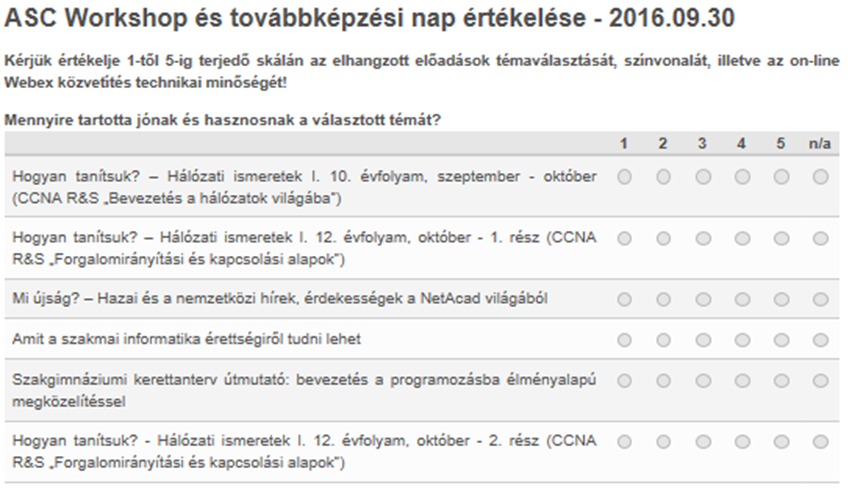 ASC Workshop és továbbképzési nap értékelése - 2016.09.30
Kérjük értékelje 1-től 5-ig terjedő skálán az elhangzott előadások témaválasztását, színvonalát, illetve az on-line
Webex közvetítés technikai minőségét!
Mennyire tartotta jónak és hasznosnak a választott témát?
1 2 3 4 5 n/a
Hogyan tanítsuk? – Hálózati ismeretek I. 10. évfolyam, szeptember - október
(CCNA R&S „Bevezetés a hálózatok világába”)
Hogyan tanítsuk? – Hálózati ismeretek I. 12. évfolyam, október - 1. rész (CCNA
R&S „Forgalomirányítási és kapcsolási alapok”)
Mi újság? – Hazai és a nemzetközi hírek, érdekességek a NetAcad világából
Amit a szakmai informatika érettségiről tudni lehet
Szakgimnáziumi kerettanterv útmutató: bevezetés a programozásba élményalapú
megközelítéssel
Hogyan tanítsuk? - Hálózati ismeretek I. 12. évfolyam, október - 2. rész (CCNA
R&S „Forgalomirányítási és kapcsolási alapok”)